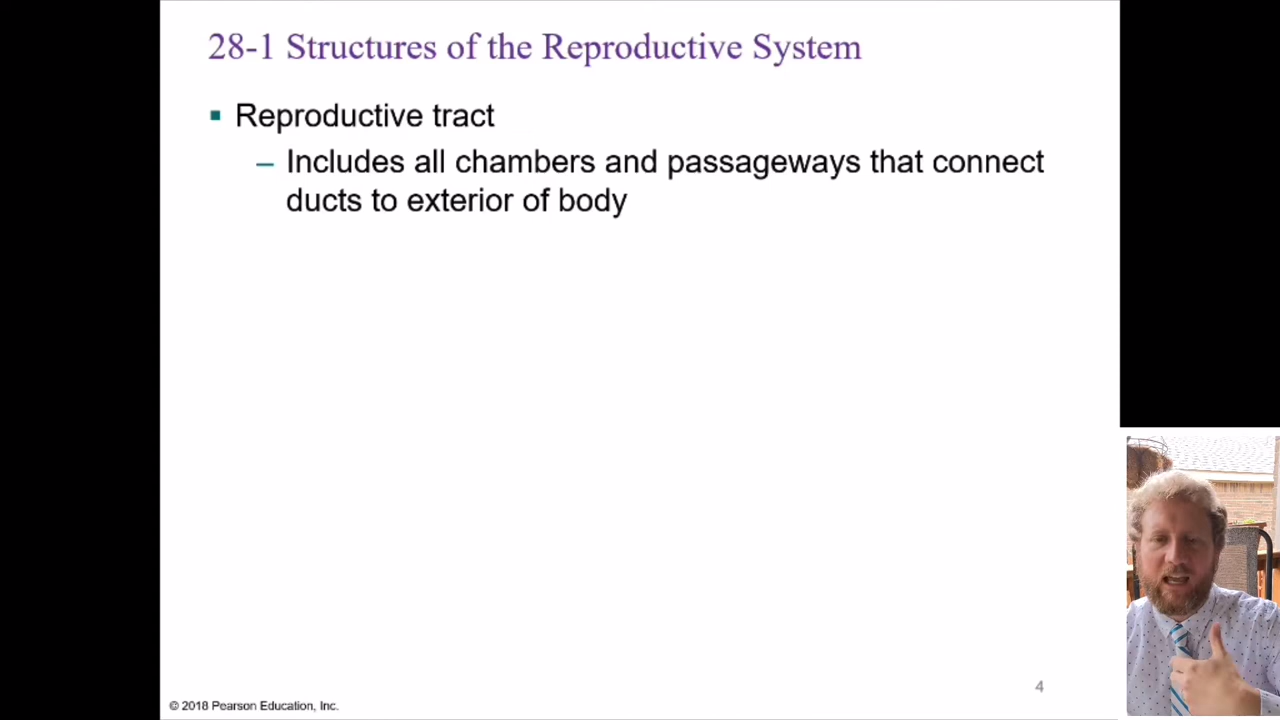 28-1 Structures of the Reproductive System
▪ Reproductive tract
– Includes all chambers and passageways that connect
ducts to exterior of body
4
© 2018 Pearson Education, Inc.